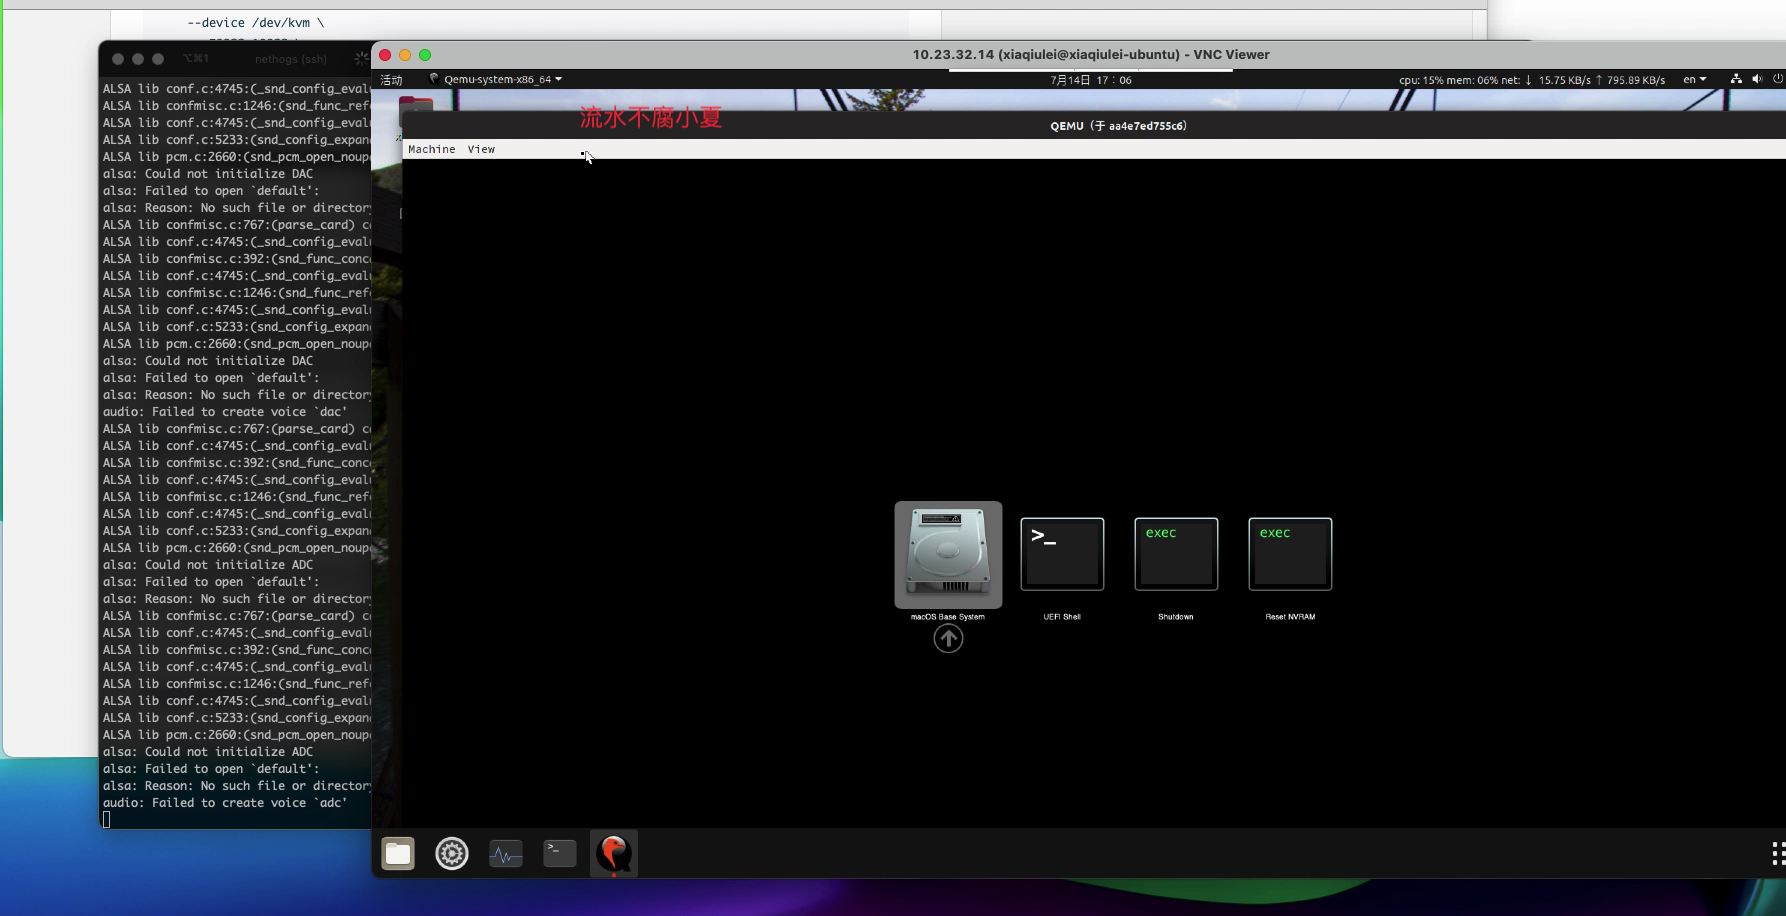 --device /dev/kvm \
⌥⌘1
nethogs (ssh)
ALSA lib conf.c:4745:(_snd_config_eval
ALSA lib confmisc.c:1246:(snd_func_ref
ALSA lib conf.c:4745:(_snd_config_eval
ALSA lib conf.c:5233:(snd_config_expan
ALSA lib pcm.c:2660:(snd_pcm_open_noup
alsa: Could not initialize DAC
alsa: Failed to open `default':
alsa: Reason: No such file or directory
ALSA lib confmisc.c:767:(parse_card) c
ALSA lib conf.c:4745:(_snd_config_eval
ALSA lib confmisc.c:392:(snd_func_conc
ALSA lib conf.c:4745:(_snd_config_eval
ALSA lib confmisc.c:1246:(snd_func_ref
ALSA lib conf.c:4745:(_snd_config_eval
ALSA lib conf.c:5233:(snd_config_expan
ALSA lib pcm.c:2660:(snd_pcm_open_noup
alsa: Could not initialize DAC
alsa: Failed to open `default':
alsa: Reason: No such file or directory
audio: Failed to create voice `dac'
ALSA lib confmisc.c:767:(parse_card) c
ALSA lib conf.c:4745:(_snd_config_eval
ALSA lib confmisc.c:392:(snd_func_conc
ALSA lib conf.c:4745:(_snd_config_eval
ALSA lib confmisc.c:1246:(snd_func_ref
ALSA lib conf.c:4745:(_snd_config_eval
ALSA lib conf.c:5233:(snd_config_expan
ALSA lib pcm.c:2660:(snd_pcm_open_noup
alsa: Could not initialize ADC
alsa: Failed to open `default':
alsa: Reason: No such file or directory
ALSA lib confmisc.c:767:(parse_card) c
ALSA lib conf.c:4745:(_snd_config_eval
ALSA lib confmisc.c:392:(snd_func_conc
ALSA lib conf.c:4745:(_snd_config_eval
ALSA lib confmisc.c:1246:(snd_func_ref
ALSA lib conf.c:4745:(_snd_config_eval
ALSA lib conf.c:5233:(snd_config_expan
ALSA lib pcm.c:2660:(snd_pcm_open_noup
alsa: Could not initialize ADC
alsa: Failed to open `default':
alsa: Reason: No such file or directory
audio: Failed to create voice `adc'
10.23.32.14 (xiaqiulei@xiaqiulei-ubuntu) - VNC Viewer
活动
Qemu-system-x86_64
7月14日 17：06
cpu: 15% mem: 06% net: ↓ 15.75 KB/s ↑ 795.89 KB/s
en
流水不腐小夏
QEMU（于 aa4e7ed755c6）
Machine View
>_
exec
exec
macOS Base System
UEFI Shell
Shutdown
Reset NVRAM
>_